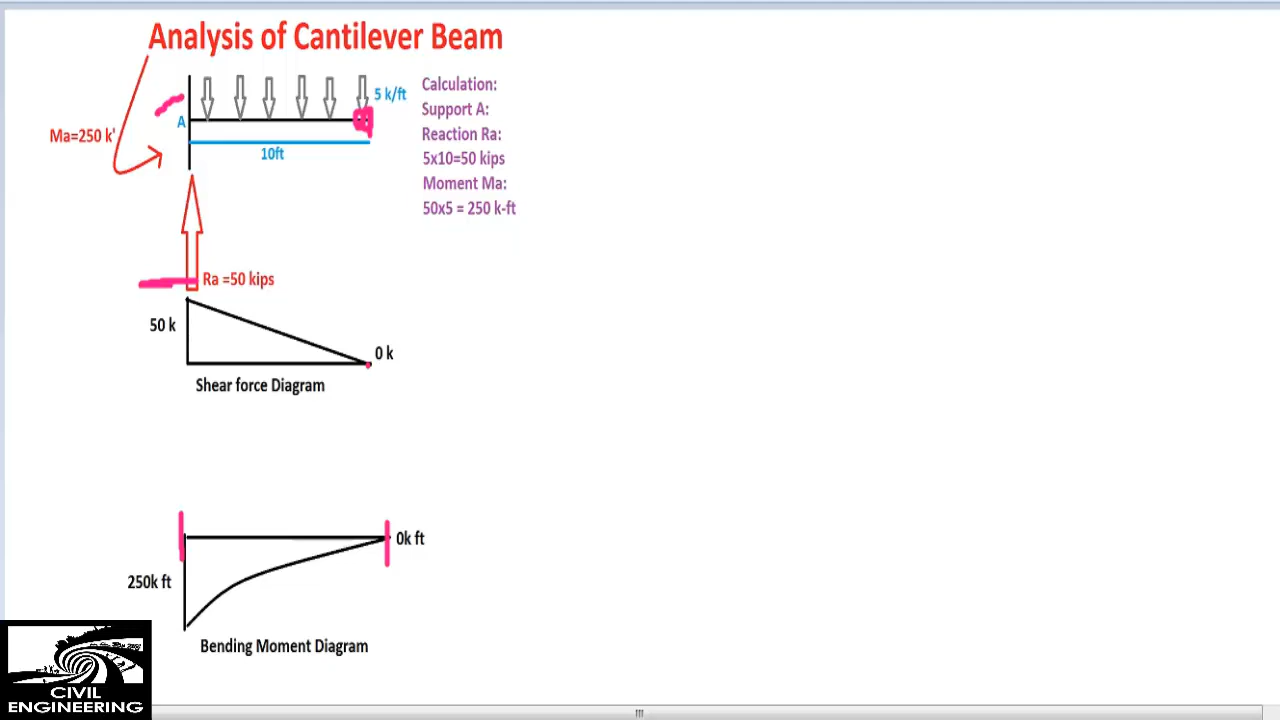 Analysis of Cantilever Beam
5 k/ft
A
Ma=250 k'
10ft
Calculation:
Support A:
Reaction Ra:
5x10=50 kips
Moment Ma:
50x5 = 250 k-ft
Ra =50 kips
50 k
0 k
Shear force Diagram
0k ft
250k ft
Bending Moment Diagram
CIVIL
ENGINEERING